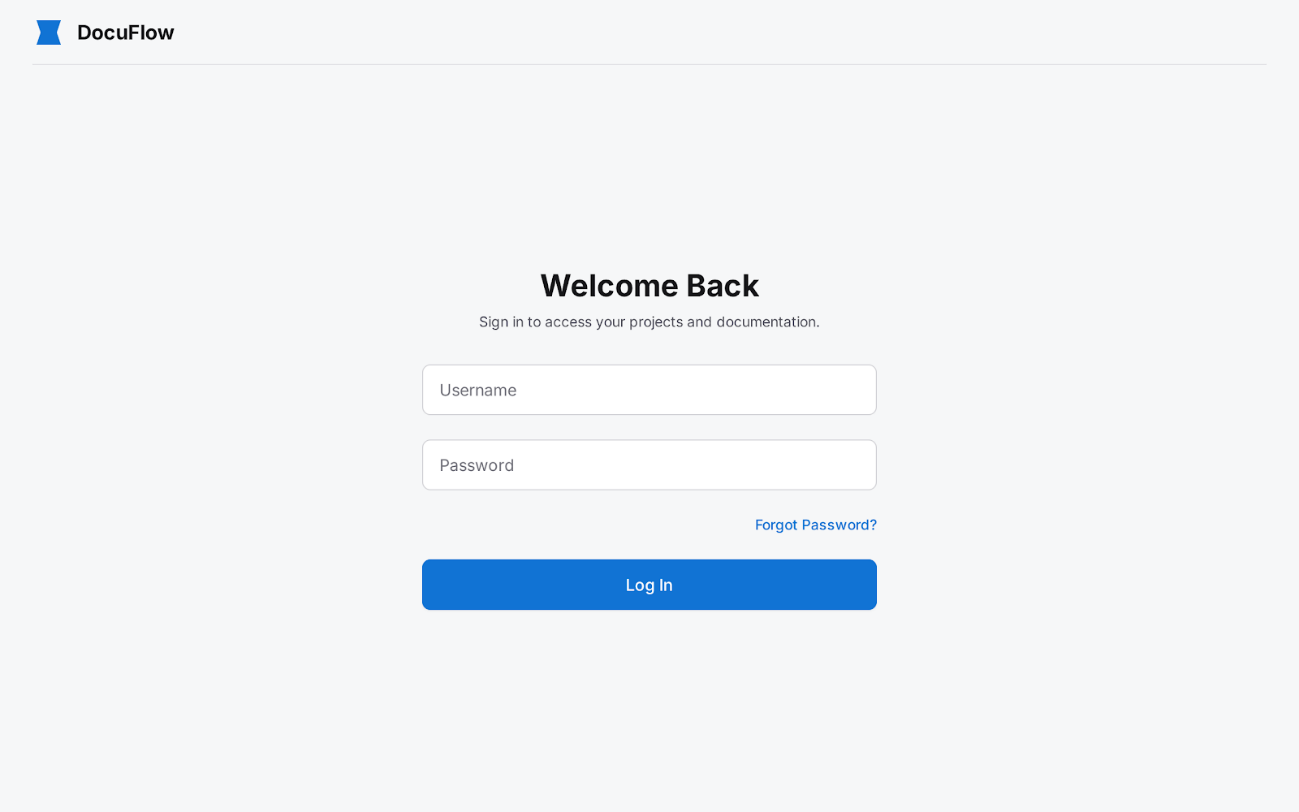 DocuFlow
Welcome Back
Sign in to access your projects and documentation.
Username
Password
Forgot Password?
Log In